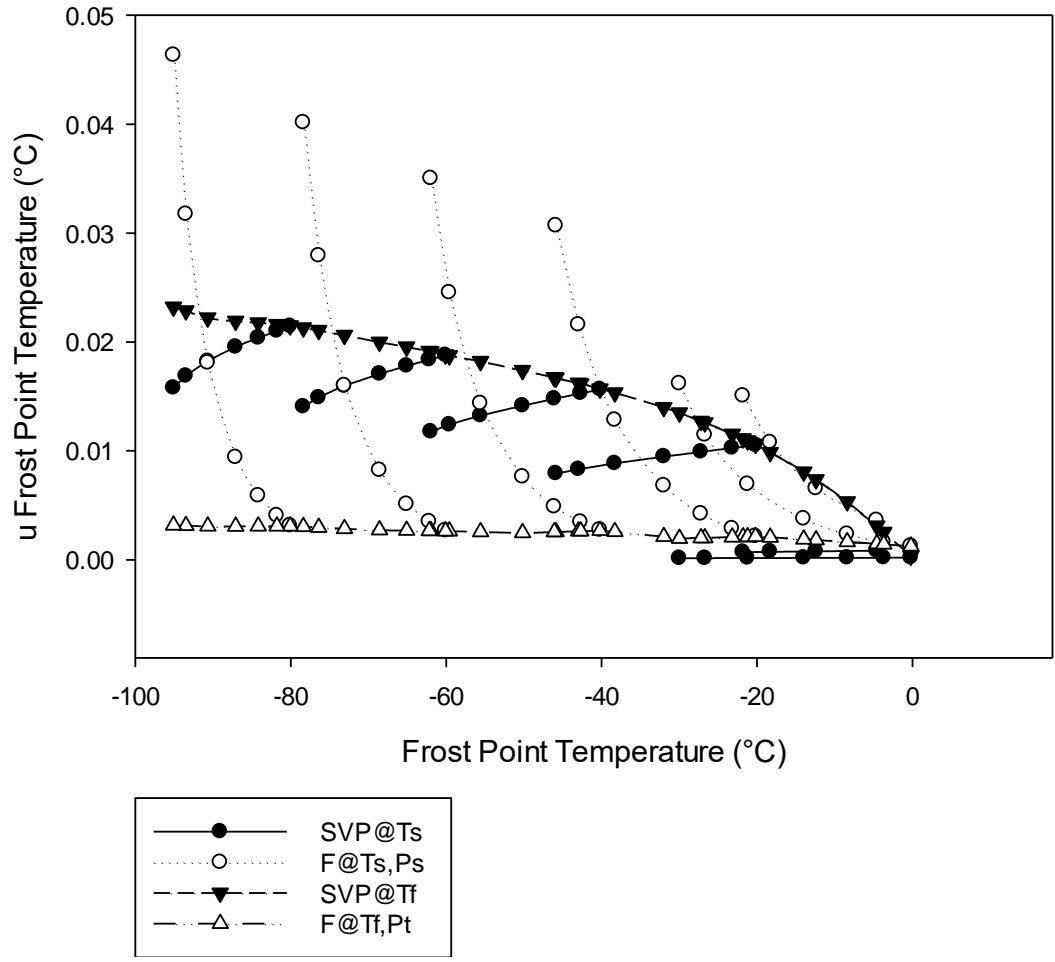 0.05
0.04
0.03
0.02
0.01
0.00
u Frost Point Temperature (°C)
-100 -80 -60 -40 -20 0
Frost Point Temperature (°C)
SVP@Ts
F@Ts,Ps
SVP@Tf
F@Tf,Pt